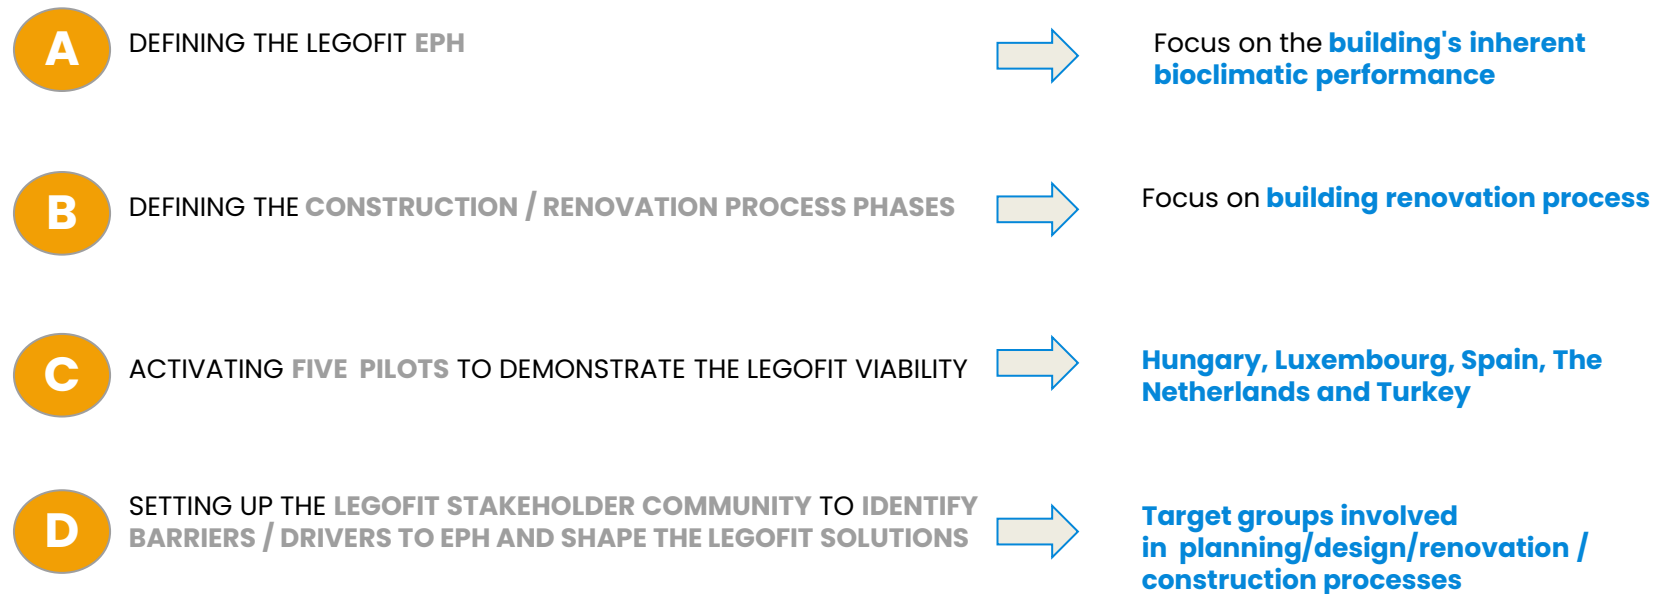 A
DEFINING THE LEGOFIT EPH
Focus on the building's inherent
bioclimatic performance
B
DEFINING THE CONSTRUCTION / RENOVATION PROCESS PHASES
Focus on building renovation process
C
ACTIVATING FIVE PILOTS TO DEMONSTRATE THE LEGOFIT VIABILITY
Hungary, Luxembourg, Spain, The
Netherlands and Turkey
D
SETTING UP THE LEGOFIT STAKEHOLDER COMMUNITY TO IDENTIFY
BARRIERS / DRIVERS TO EPH AND SHAPE THE LEGOFIT SOLUTIONS
Target groups involved
in planning/design/renovation /
construction processes